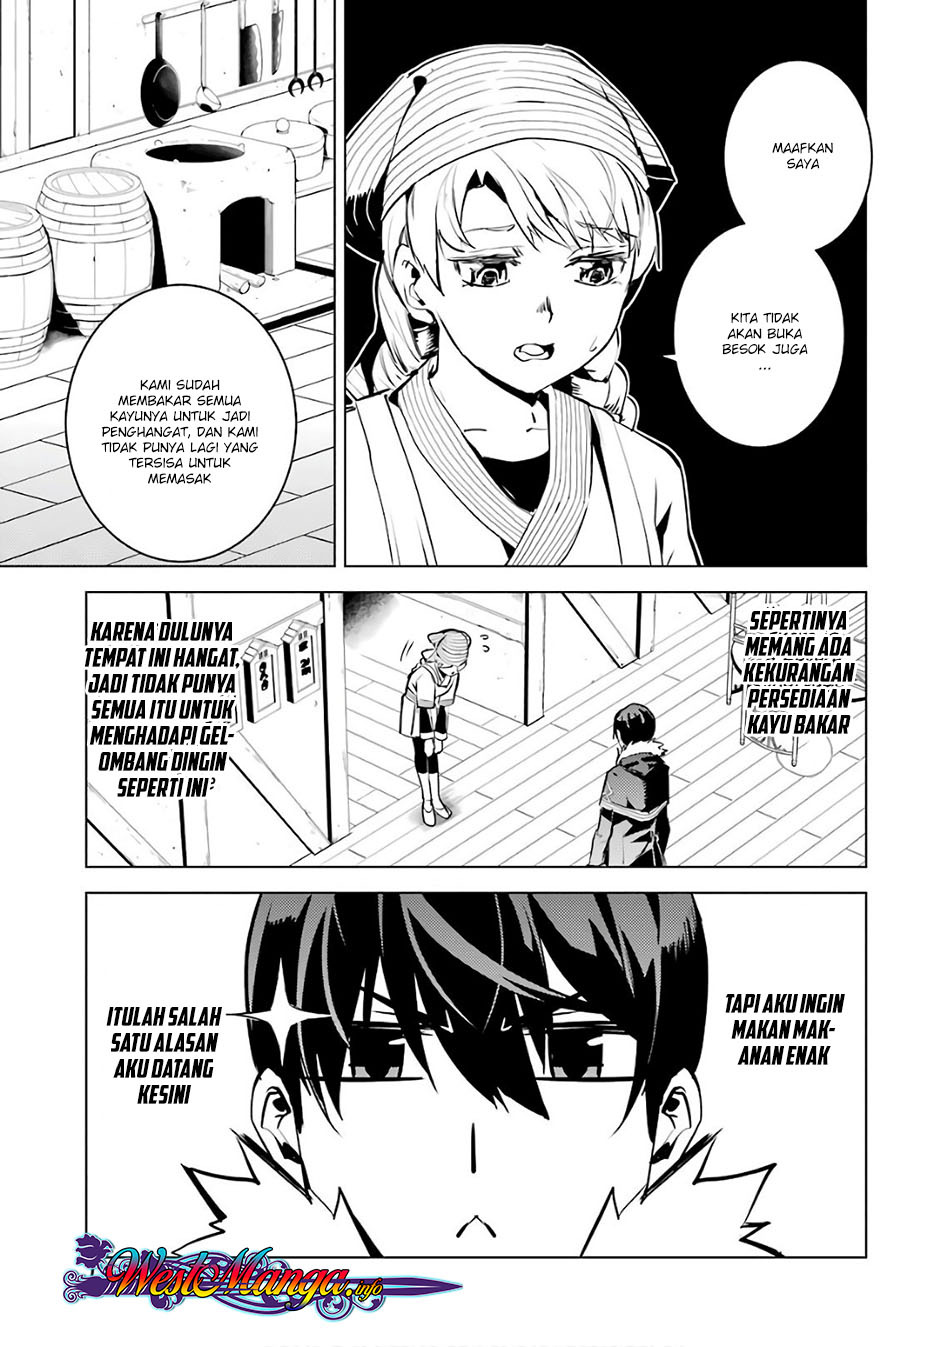 MAAFKAN
SAYA
KITA TIDAK
AKAN BUKA
BESOK JUGA
...
KAMI SUDAH
MEMBAKAR SEMUA
KAYUNYA UNTUK JADI
PENGHANGAT, DAN KAMI
TIDAK PUNYA LAGI YANG
TERSISA UNTUK
MEMASAK
SEPERTINYA
MEMANG ADA
KEKURANGAN
PERSEDIAAN
KAYU BAKAR
KARENA DULUNYA
TEMPAT INI HANGAT,
JADI TIDAK PUNYA
SEMUA ITU UNTUK
MENGHADAPI GEL-
OMBANG DINGIN
SEPERTI INI?
TAPI AKU INGIN
MAKAN MAK-
ANAN ENAK
ITULAH SALAH
SATU ALASAN
AKU DATANG
KESINI
WestManga.info